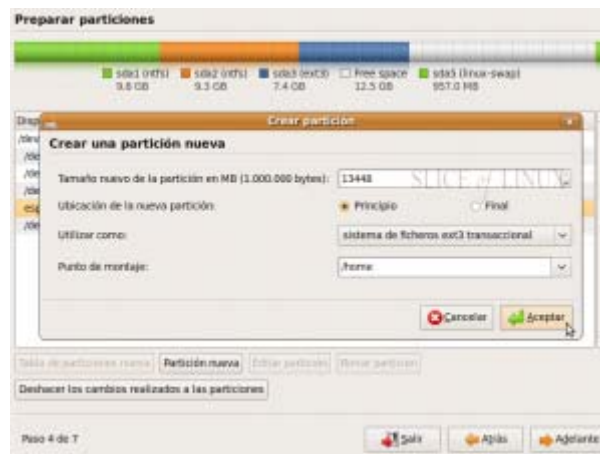 Preparar particiones
sda1 (ntfs) sda2 (ntfs) sda3 (ext3) Free space sda5 (linux-swap)
9.8 GB 9.3 GB 7.4 GB 12.5 GB 957.0 MB
Crear partición
Crear una partición nueva
Tamaño nuevo de la partición en MB (1.000.000 bytes): 13448
SLICE of LINUX
Ubicación de la nueva partición: Principio Final
Utilizar como: sistema de ficheros ext3 transaccional
Punto de montaje: /home
Cancelar Aceptar
Tabla de particiones nueva Partición nueva Editar partición Borrar partición
Deshacer los cambios realizados a las particiones
Paso 4 de 7 Salir Atrás Adelante